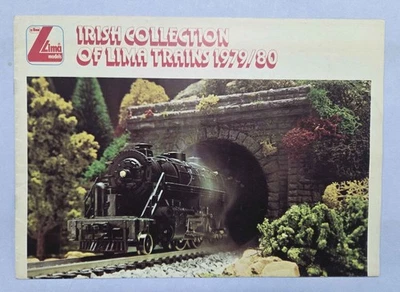 Lima
models
IRISH COLLECTION
OF LIMA TRAINS 1979/80